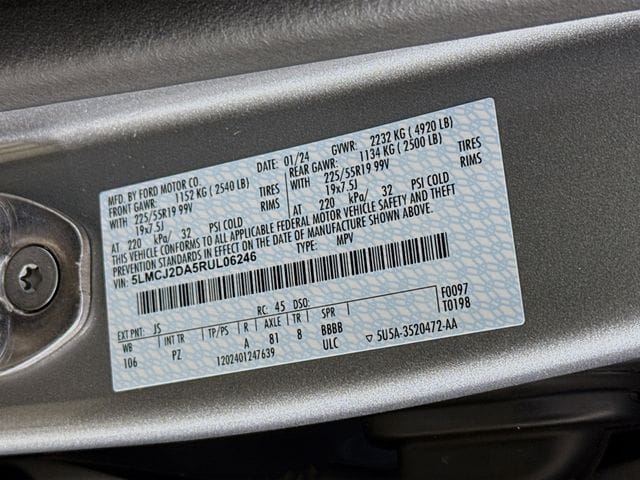 MFD. BY FORD MOTOR CO.
DATE: 01/24 GVWR: 2232 KG ( 4920 LB)
FRONT GAWR: 1152 KG ( 2540 LB) REAR GAWR: 1134 KG ( 2500 LB)
WITH 225/55R19 99V TIRES WITH 225/55R19 99V TIRES
19x7.5J RIMS 19x7.5J RIMS
AT 220 kPa/ 32 PSI COLD AT 220 kPa/ 32 PSI COLD
THIS VEHICLE CONFORMS TO ALL APPLICABLE FEDERAL MOTOR VEHICLE SAFETY AND THEFT
PREVENTION STANDARDS IN EFFECT ON THE DATE OF MANUFACTURE SHOWN ABOVE.
VIN: 5LMCJ2DA5RUL06246 TYPE: MPV
F0097
T0198
EXT PNT: JS RC: 45 DSO:
WB INT TR TP/PS R AXLE TR SPR
106 PZ A 81 8 BBBB
1202401247639 ULC ▽ 5U5A-3520472-AA